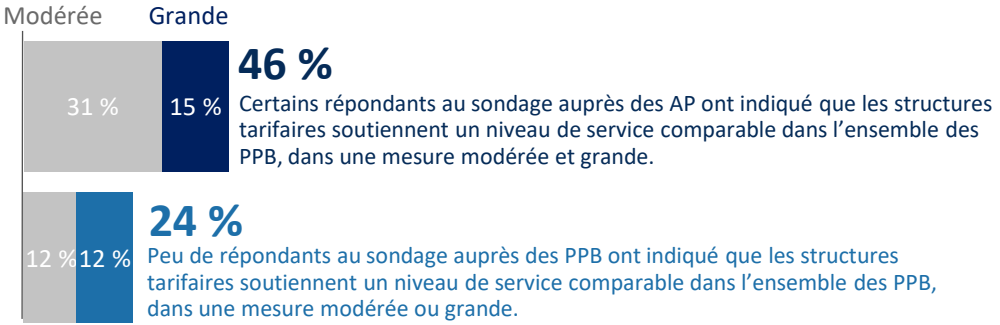 Modérée Grande
46 %
31 % 15 % Certains répondants au sondage auprès des AP ont indiqué que les structures
tarifaires soutiennent un niveau de service comparable dans l’ensemble des
PPB, dans une mesure modérée et grande.
24 %
12 % 12 % Peu de répondants au sondage auprès des PPB ont indiqué que les structures
tarifaires soutiennent un niveau de service comparable dans l’ensemble des PPB,
dans une mesure modérée ou grande.